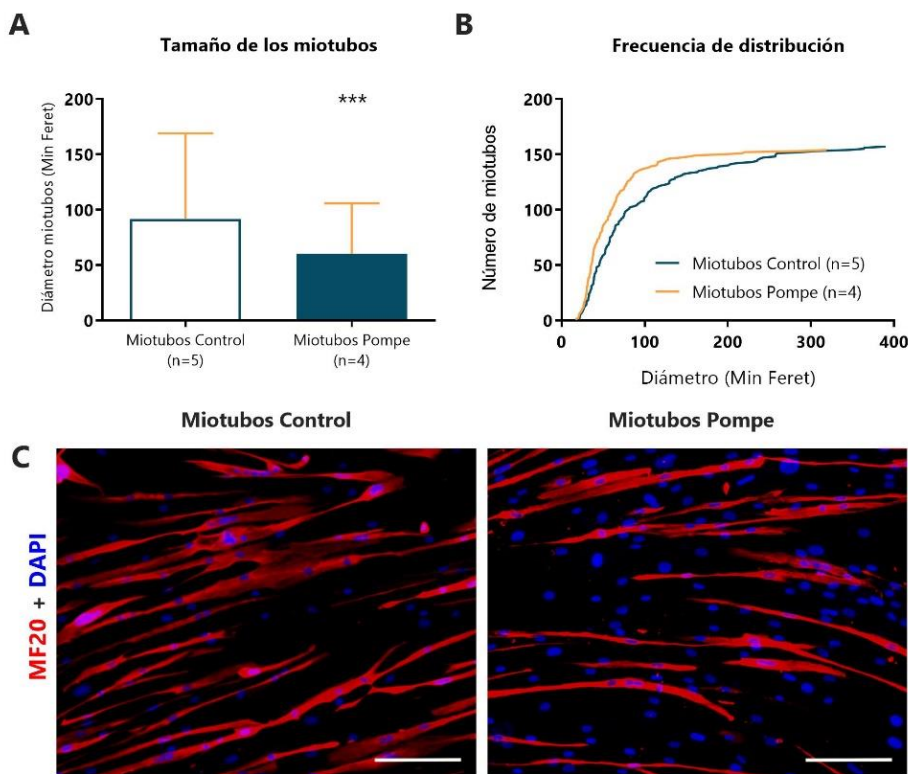 A
Tamaño de los miotubos
Diámetro miotubos (Min Feret)
200
150
100
50
0
***
Miotubos Control
(n=5)
Miotubos Pompe
(n=4)
B
Frecuencia de distribución
Número de miotubos
200
150
100
50
0
Miotubos Control (n=5)
Miotubos Pompe (n=4)
0
100
200
300
400
Diámetro (Min Feret)
Miotubos Control
Miotubos Pompe
C
MF20 + DAPI